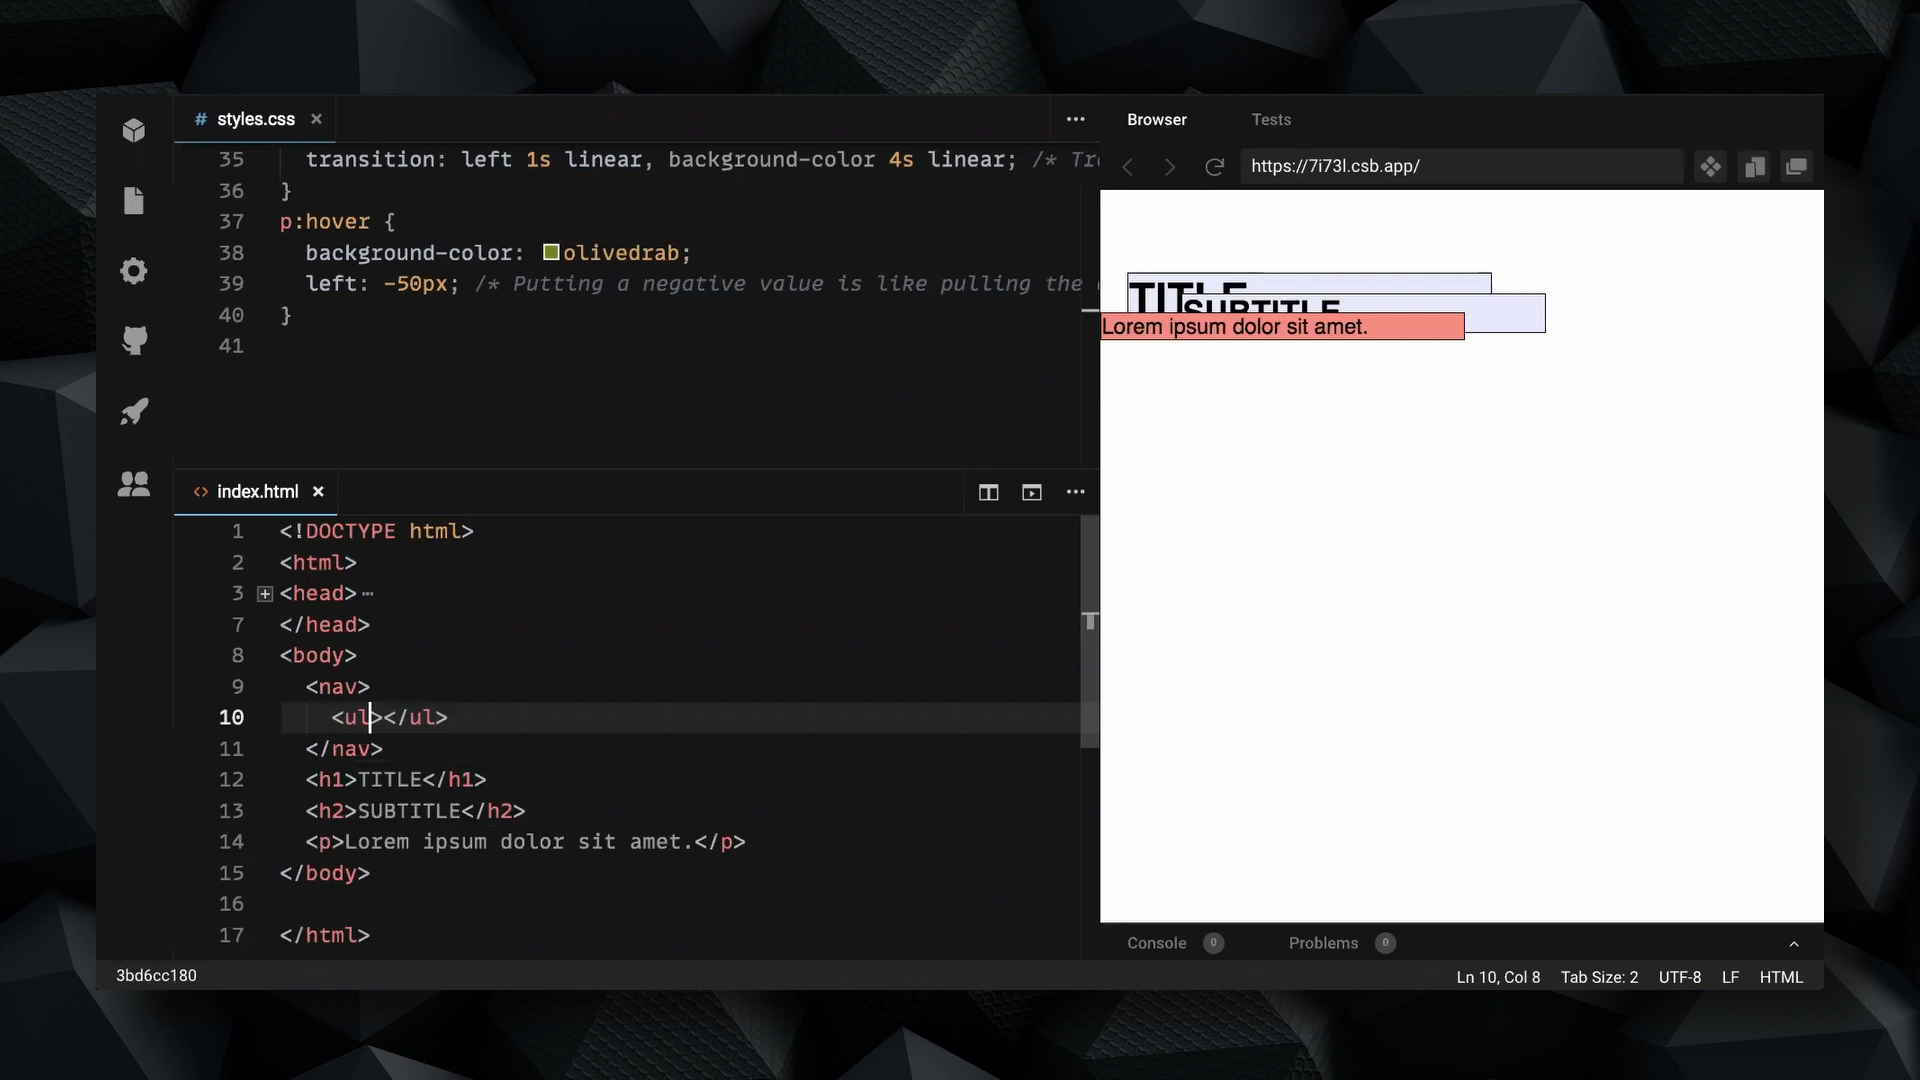 # styles.css × ···
35 transition: left 1s linear, background-color 4s linear; /* Tr
36 }
37 p:hover {
38 background-color: olivedrab;
39 left: -50px; /* Putting a negative value is like pulling the
40 }
41
<> index.html × ···
1 <!DOCTYPE html>
2 <html>
3 <head> ···
7 </head>
8 <body>
9 <nav>
10 <ul></ul>
11 </nav>
12 <h1>TITLE</h1>
13 <h2>SUBTITLE</h2>
14 <p>Lorem ipsum dolor sit amet.</p>
15 </body>
16
17 </html>
Browser Tests
https://7i73l.csb.app/
TITLE
SUBTITLE
Lorem ipsum dolor sit amet.
Console 0 Problems 0
3bd6cc180 Ln 10, Col 8 Tab Size: 2 UTF-8 LF HTML